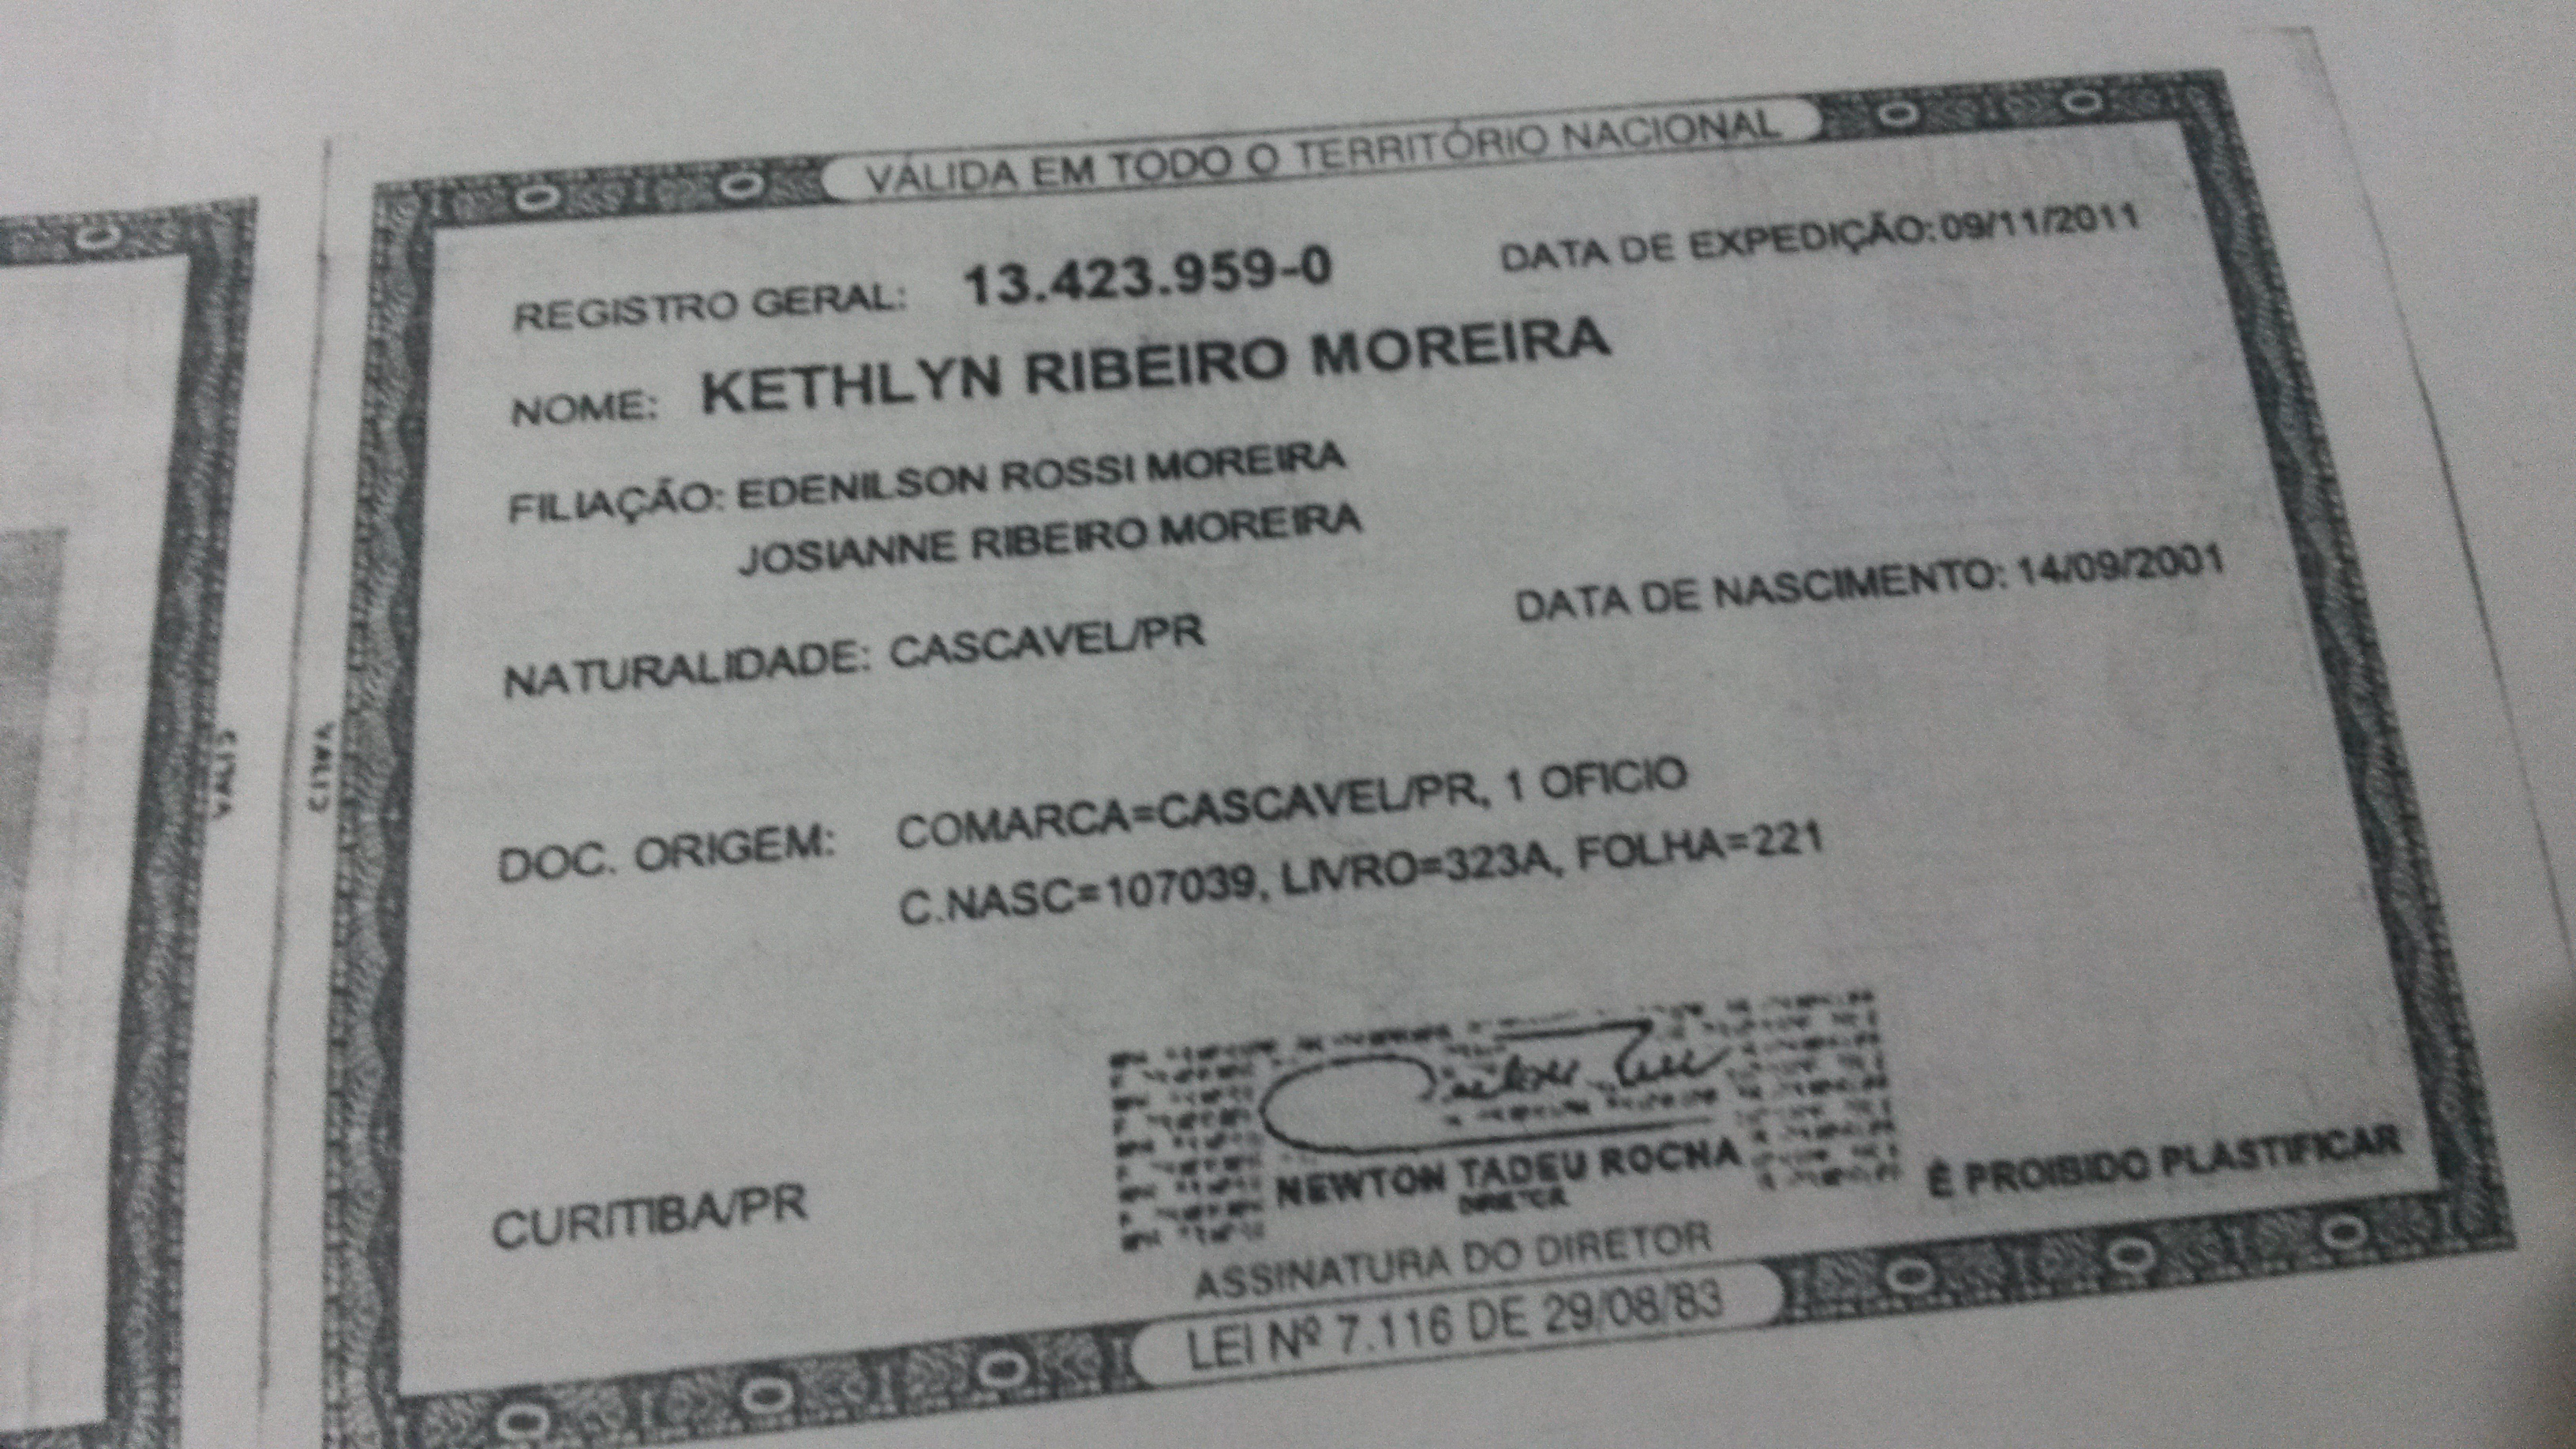 VÁLIDA EM TODO O TERRITÓRIO NACIONAL
REGISTRO GERAL: 13.423.959-0 DATA DE EXPEDIÇÃO: 09/11/2011
NOME: KETHLYN RIBEIRO MOREIRA
FILIAÇÃO: EDENILSON ROSSI MOREIRA
JOSIANNE RIBEIRO MOREIRA
NATURALIDADE: CASCAVEL/PR DATA DE NASCIMENTO: 14/09/2001
DOC. ORIGEM: COMARCA=CASCAVEL/PR, 1 OFICIO
C.NASC=107039, LIVRO=323A, FOLHA=221
CURITIBA/PR
NEWTON TADEU ROCHA
É PROIBIDO PLASTIFICAR
ASSINATURA DO DIRETOR
LEI Nº 7.116 DE 29/08/83